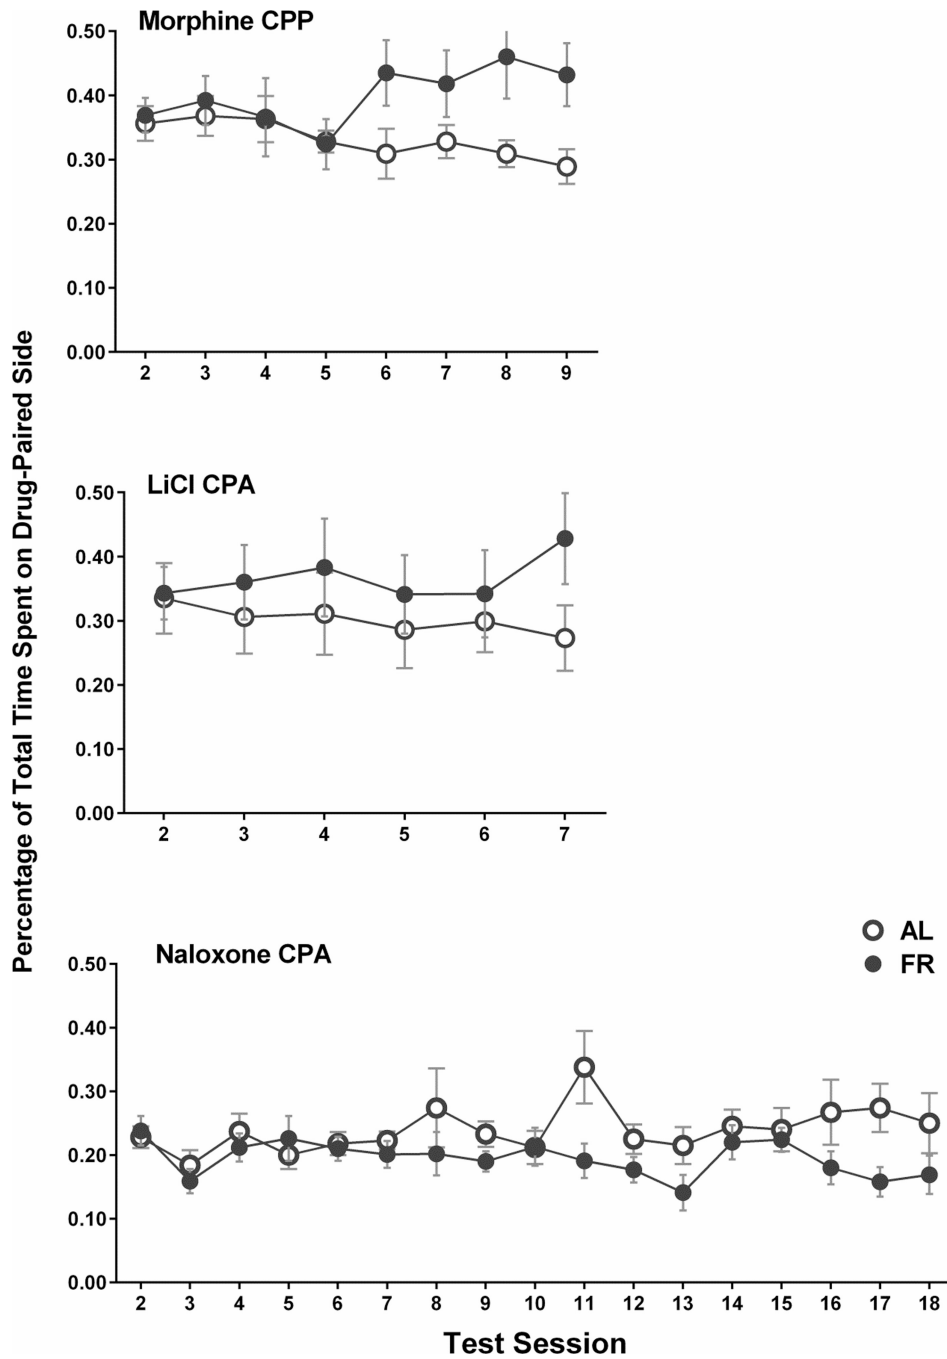 Percentage of Total Time Spent on Drug-Paired Side
Morphine CPP
0.50
0.40
0.30
0.20
0.10
0.00
2 3 4 5 6 7 8 9
LiCl CPA
0.50
0.40
0.30
0.20
0.10
0.00
2 3 4 5 6 7
AL
FR
Naloxone CPA
0.50
0.40
0.30
0.20
0.10
0.00
2 3 4 5 6 7 8 9 10 11 12 13 14 15 16 17 18
Test Session